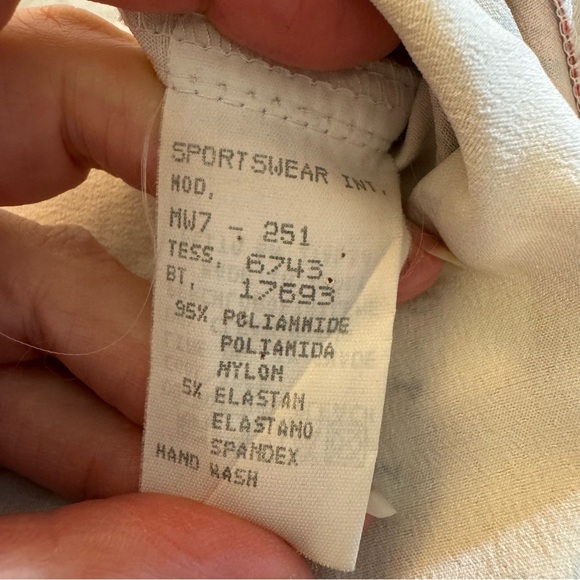 SPORTSWEAR INT.
MOD.
MW7 - 251
TESS. 6743
BT. 17693
95% POLIAMMIDE
POLIAMIDA
NYLON
5% ELASTAN
ELASTANO
SPANDEX
HAND WASH